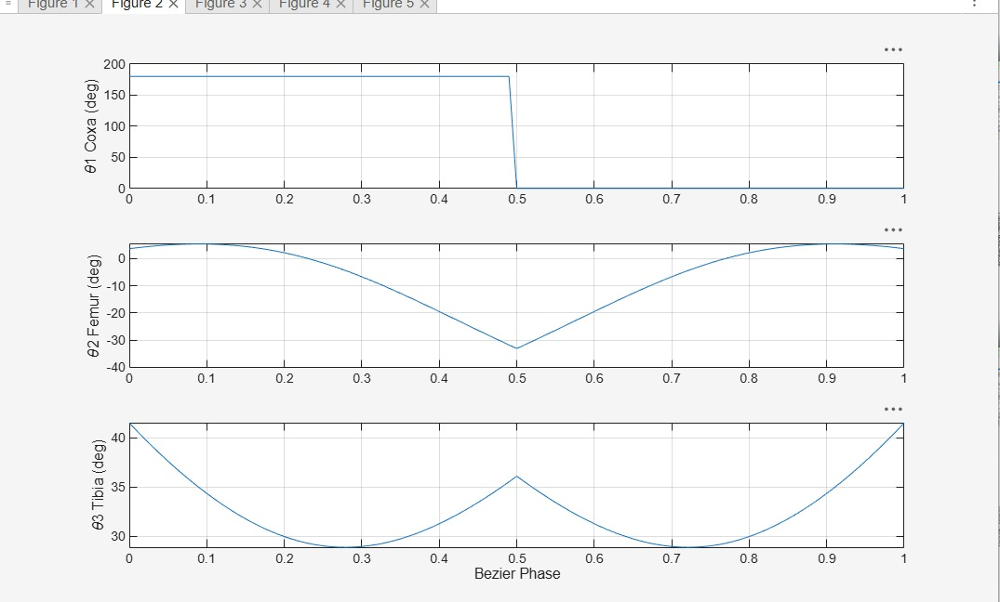 Figure 1 × Figure 2 × Figure 3 × Figure 4 × Figure 5 ×
200
150
100
50
0
θ1 Coxa (deg)
0 0.1 0.2 0.3 0.4 0.5 0.6 0.7 0.8 0.9 1
0
-10
-20
-30
-40
θ2 Femur (deg)
0 0.1 0.2 0.3 0.4 0.5 0.6 0.7 0.8 0.9 1
40
35
30
θ3 Tibia (deg)
0 0.1 0.2 0.3 0.4 0.5 0.6 0.7 0.8 0.9 1
Bezier Phase